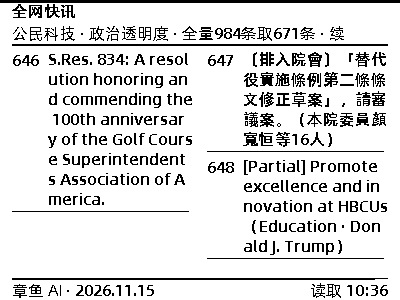 全网快讯
公民科技 · 政治透明度 · 全量984条取671条 · 续
646 S.Res. 834: A resol
ution honoring an
d commending the
100th anniversar
y of the Golf Cours
e Superintendent
s Association of A
merica.
647 〔排入院會〕「替代
役實施條例第二條條
文修正草案」，請審
議案。（本院委員顏
寬恒等16人）
648 [Partial] Promote
excellence and in
novation at HBCUs
（Education · Don
ald J. Trump）
章鱼 AI · 2026.11.15
读取 10:36